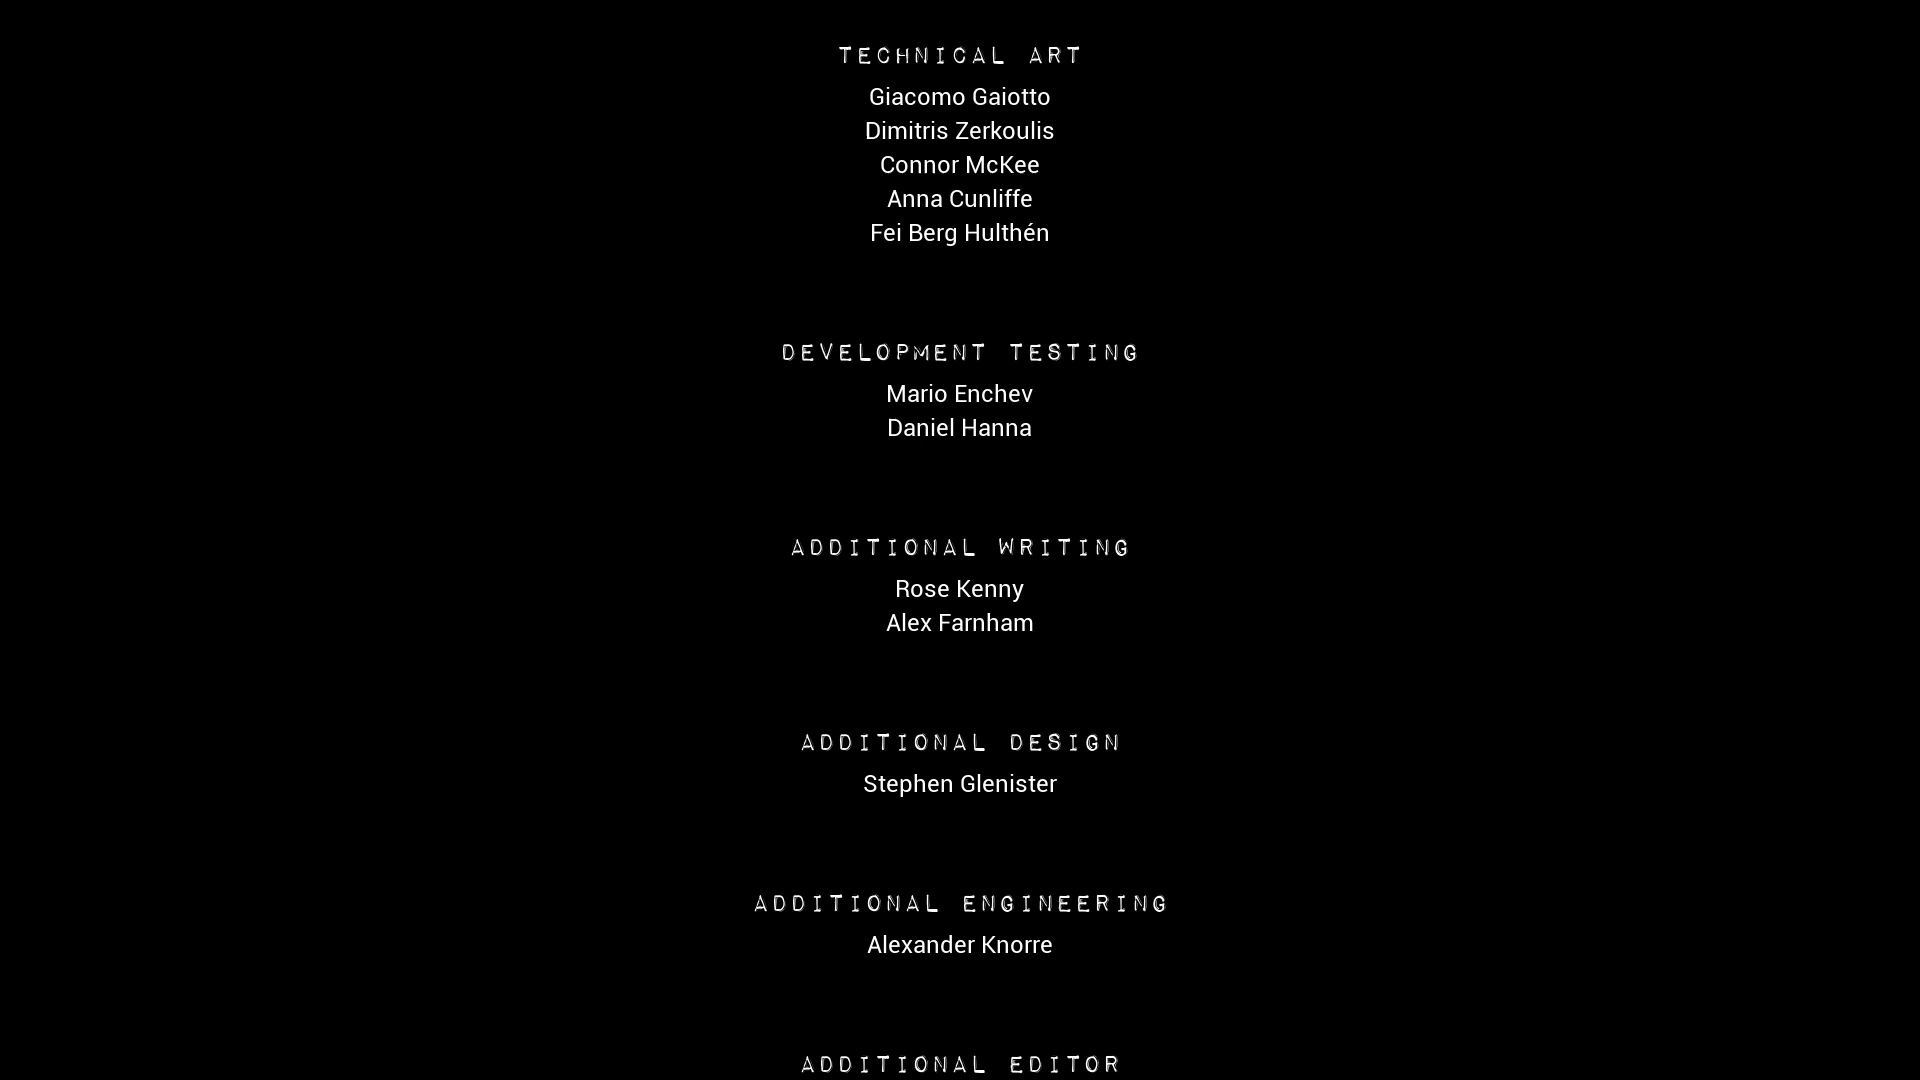 TECHNICAL ART
Giacomo Gaiotto
Dimitris Zerkoulis
Connor McKee
Anna Cunliffe
Fei Berg Hulthén
DEVELOPMENT TESTING
Mario Enchev
Daniel Hanna
ADDITIONAL WRITING
Rose Kenny
Alex Farnham
ADDITIONAL DESIGN
Stephen Glenister
ADDITIONAL ENGINEERING
Alexander Knorre
ADDITIONAL EDITOR